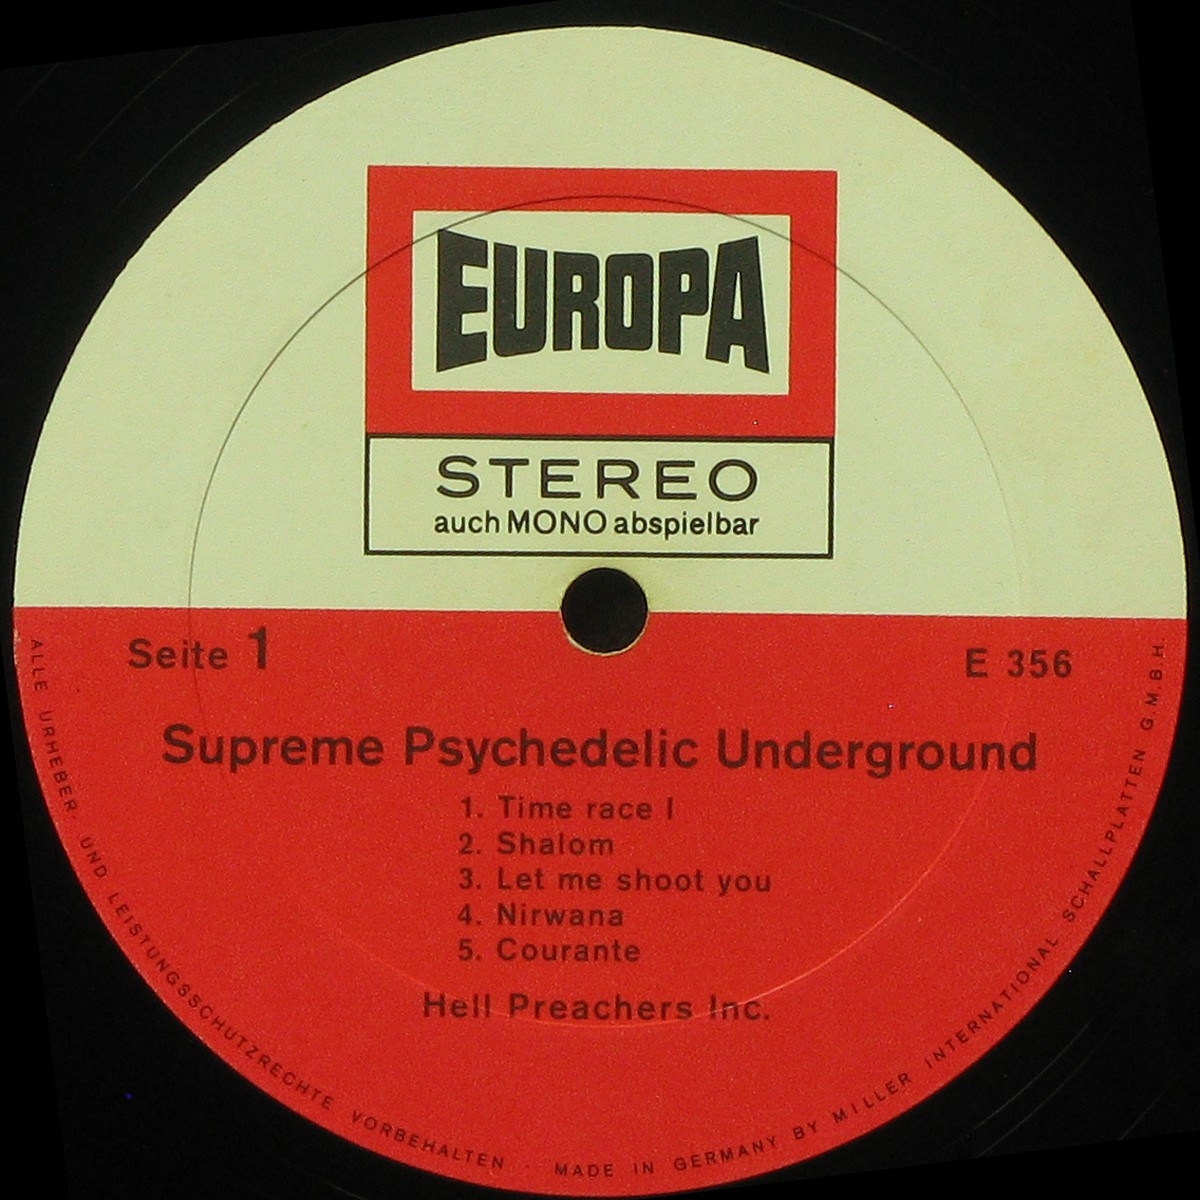 EUROPA
STEREO
auch MONO abspielbar
Seite 1
E 356
Supreme Psychedelic Underground
1. Time race I
2. Shalom
3. Let me shoot you
4. Nirwana
5. Courante
Hell Preachers Inc.
ALLE URHEBER- UND LEISTUNGSSCHUTZRECHTE VORBEHALTEN · MADE IN GERMANY BY MILLER INTERNATIONAL SCHALLPLATTEN G.M.B.H.